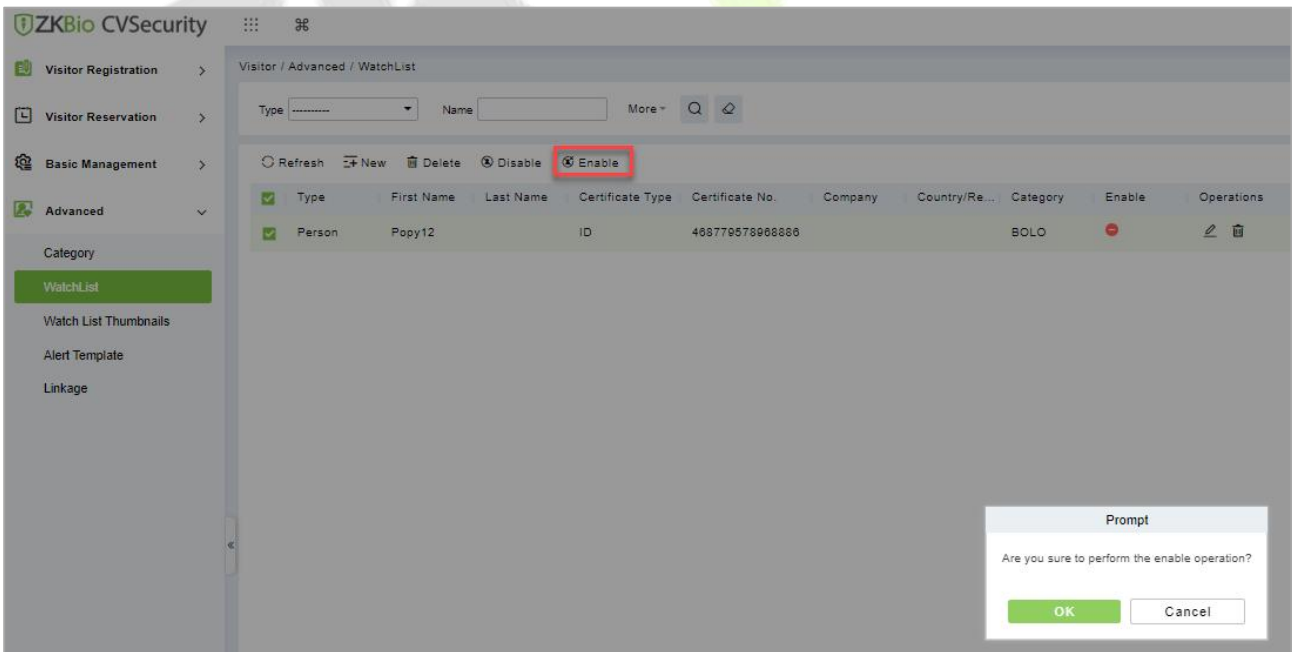 ZKBio CVSecurity
Visitor Registration
Visitor Reservation
Basic Management
Advanced
Category
WatchList
Watch List Thumbnails
Alert Template
Linkage
Visitor / Advanced / WatchList
Type ---------- Name More
Refresh New Delete Disable Enable
Type First Name Last Name Certificate Type Certificate No. Company Country/Re... Category Enable Operations
Person Popy12 ID 468779578968886 BOLO
Prompt
Are you sure to perform the enable operation?
OK Cancel